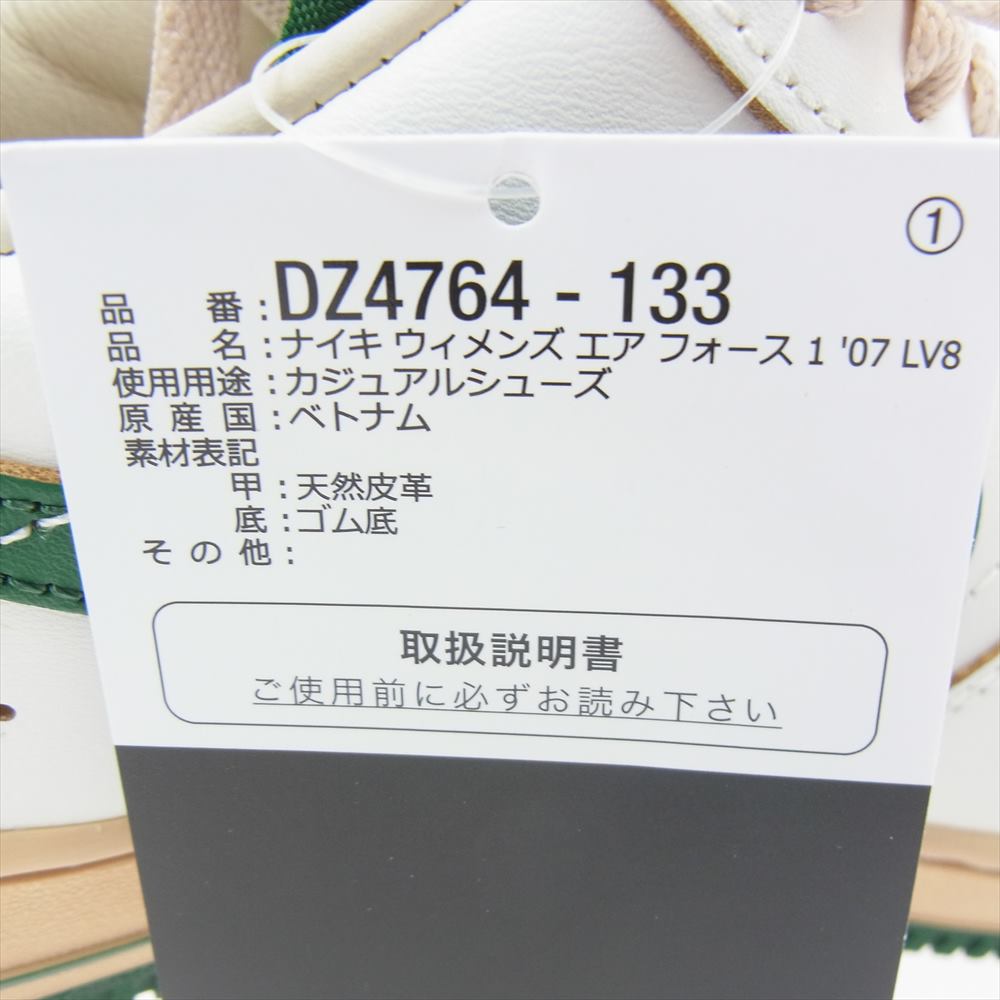 ①
品 番 : DZ4764 - 133
品 名 : ナイキ ウィメンズ エア フォース 1 '07 LV8
使用用途 : カジュアルシューズ
原 産 国 : ベトナム
素材表記
甲 : 天然皮革
底 : ゴム底
そ の 他 :
取扱説明書
ご使用前に必ずお読み下さい